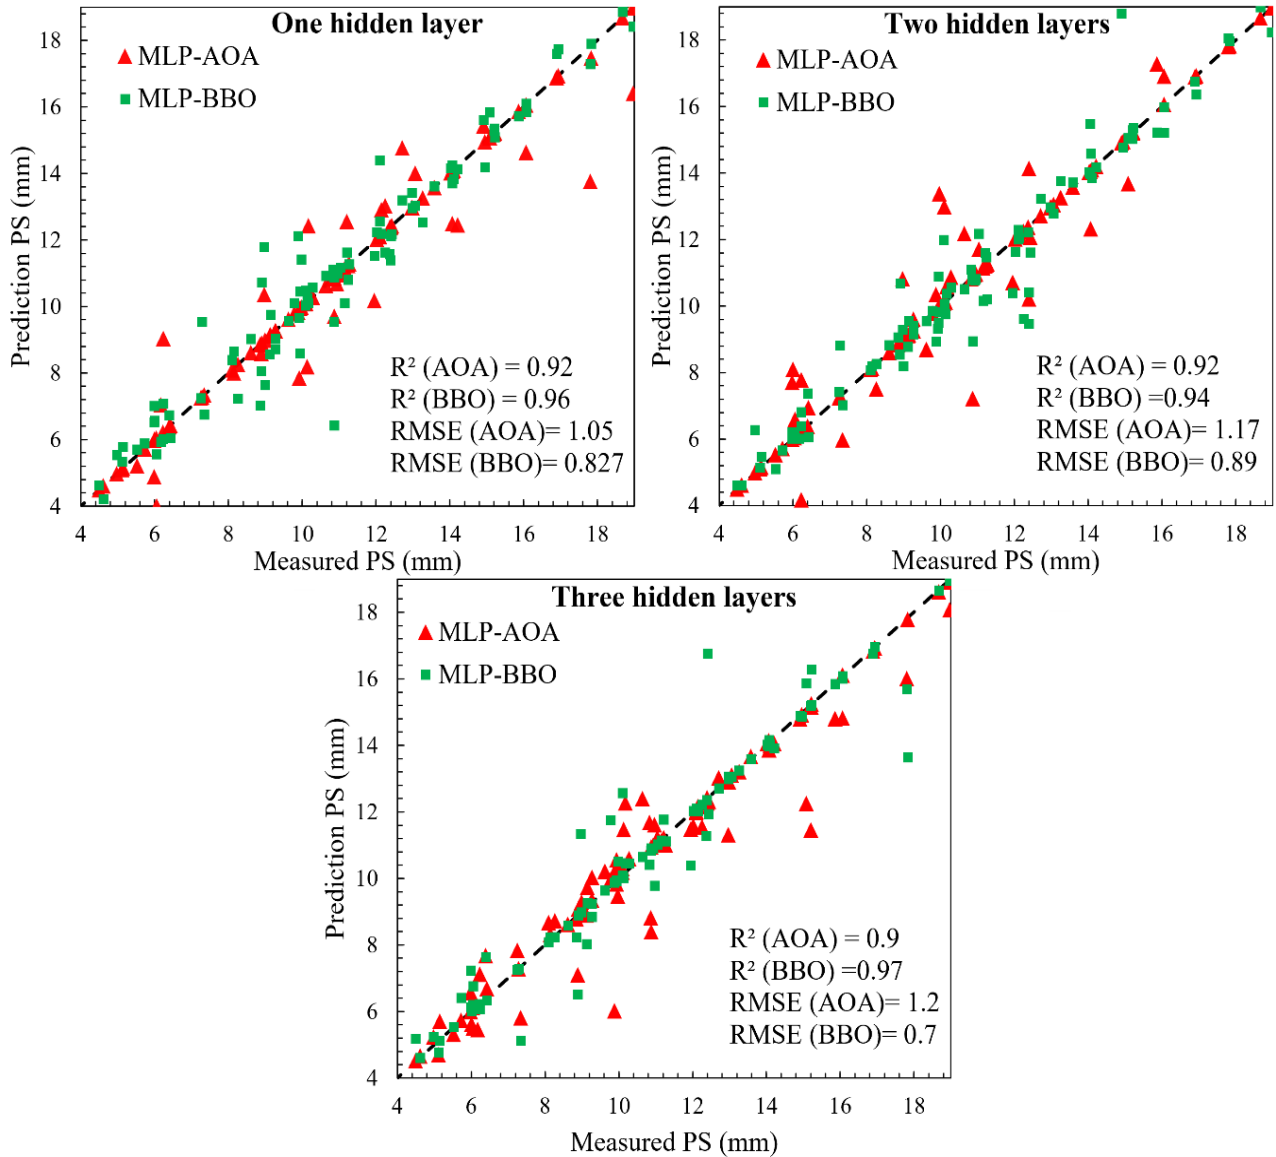 One hidden layer
MLP-AOA
MLP-BBO
18
16
14
12
10
8
6
4
Prediction PS (mm)
R² (AOA) = 0.92
R² (BBO) = 0.96
RMSE (AOA)= 1.05
RMSE (BBO)= 0.827
4 6 8 10 12 14 16 18
Measured PS (mm)
Two hidden layers
MLP-AOA
MLP-BBO
18
16
14
12
10
8
6
4
Prediction PS (mm)
R² (AOA) = 0.92
R² (BBO) =0.94
RMSE (AOA)= 1.17
RMSE (BBO)= 0.89
4 6 8 10 12 14 16 18
Measured PS (mm)
Three hidden layers
MLP-AOA
MLP-BBO
18
16
14
12
10
8
6
4
Prediction PS (mm)
R² (AOA) = 0.9
R² (BBO) =0.97
RMSE (AOA)= 1.2
RMSE (BBO)= 0.7
4 6 8 10 12 14 16 18
Measured PS (mm)